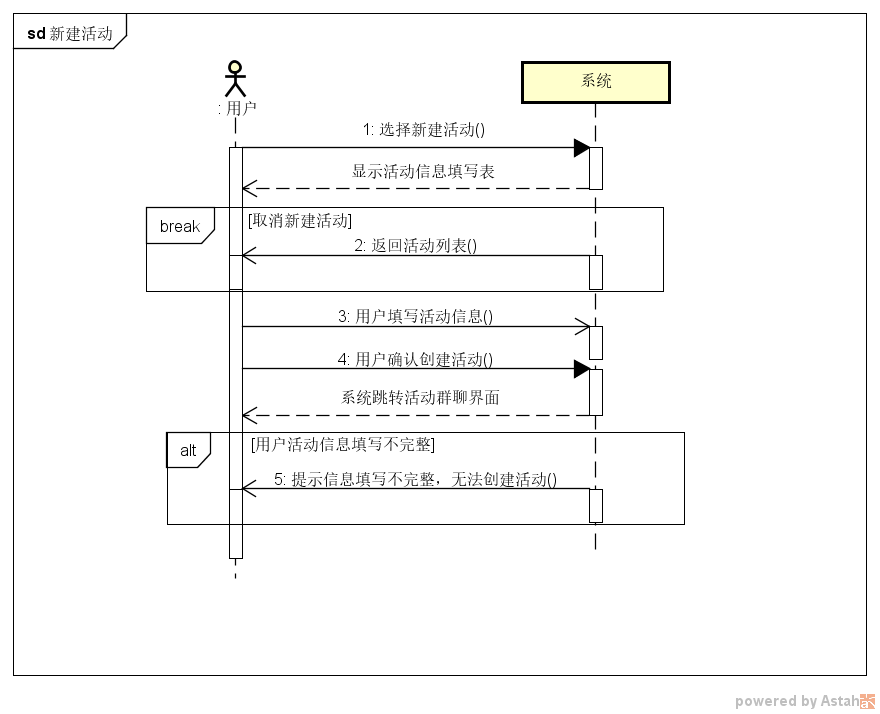 sd 新建活动
: 用户
系统
1: 选择新建活动()
显示活动信息填写表
break
[取消新建活动]
2: 返回活动列表()
3: 用户填写活动信息()
4: 用户确认创建活动()
系统跳转活动群聊界面
alt
[用户活动信息填写不完整]
5: 提示信息填写不完整，无法创建活动()
powered by Astah